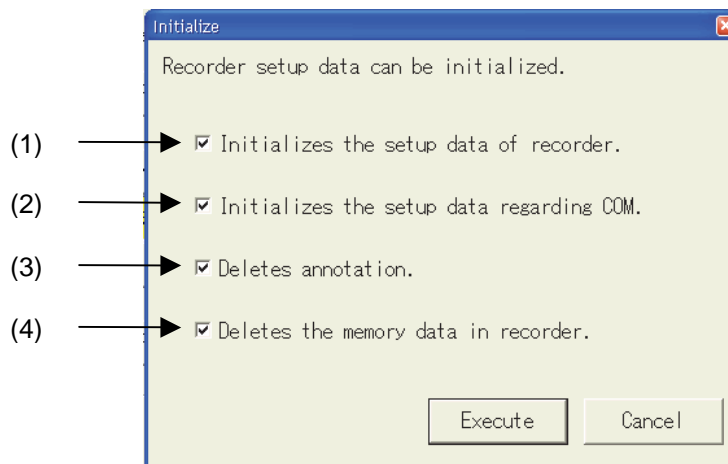 Initialize
Recorder setup data can be initialized.
(1) Initializes the setup data of recorder.
(2) Initializes the setup data regarding COM.
(3) Deletes annotation.
(4) Deletes the memory data in recorder.
Execute Cancel